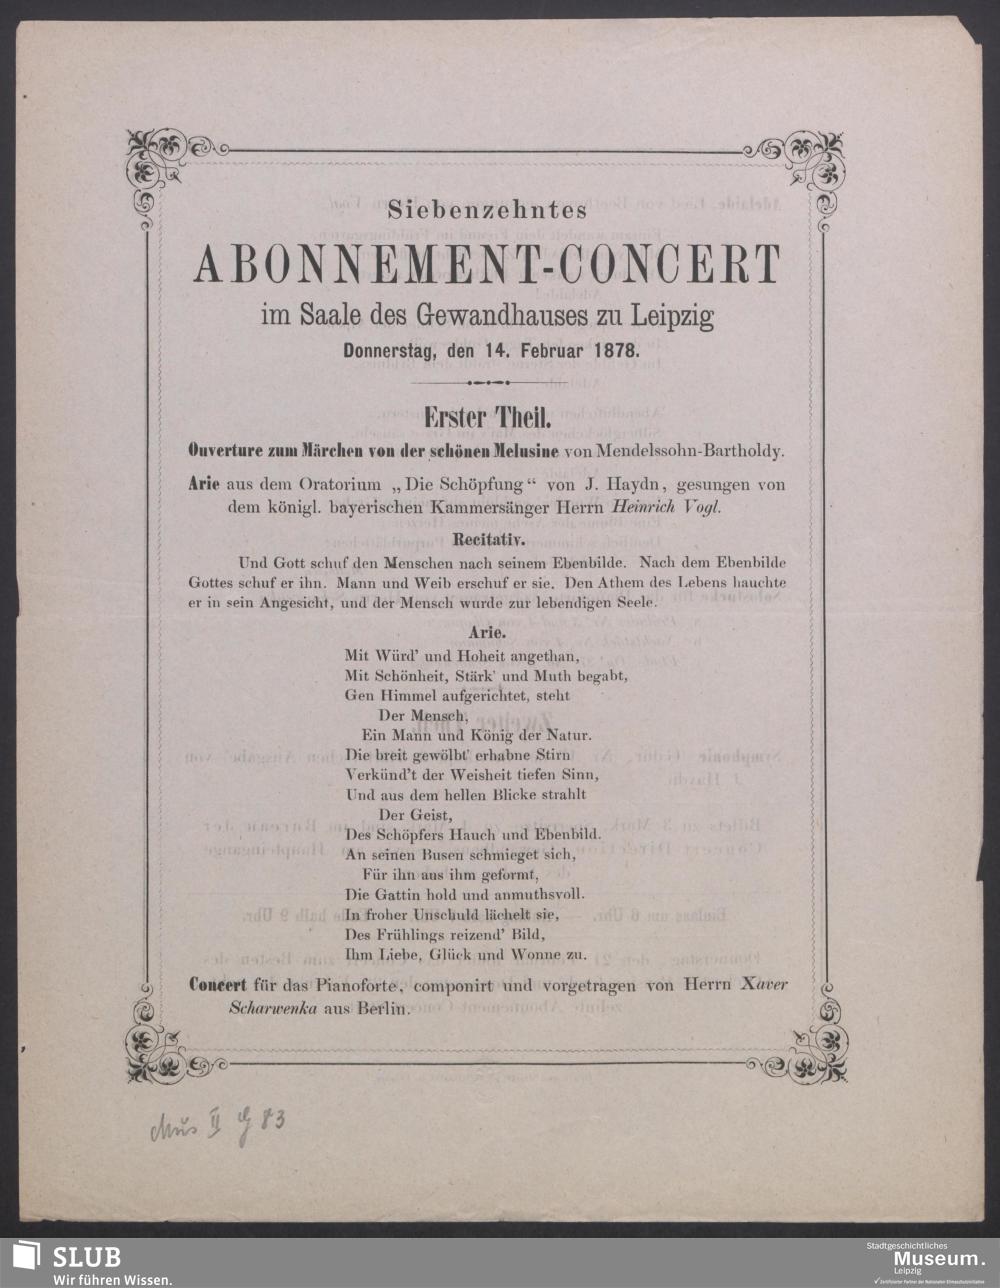 Siebenzehntes
ABONNEMENT-CONCERT
im Saale des Gewandhauses zu Leipzig
Donnerstag, den 14. Februar 1878.
Erster Theil.
Ouverture zum Märchen von der schönen Melusine von Mendelssohn-Bartholdy.
Arie aus dem Oratorium „Die Schöpfung“ von J. Haydn, gesungen von
dem königl. bayerischen Kammersänger Herrn Heinrich Vogl.
Recitativ.
Und Gott schuf den Menschen nach seinem Ebenbilde. Nach dem Ebenbilde
Gottes schuf er ihn. Mann und Weib erschuf er sie. Den Athem des Lebens hauchte
er in sein Angesicht, und der Mensch wurde zur lebendigen Seele.
Arie.
Mit Würd’ und Hoheit angethan,
Mit Schönheit, Stärk’ und Muth begabt,
Gen Himmel aufgerichtet, steht
Der Mensch,
Ein Mann und König der Natur.
Die breit gewölbt’ erhabne Stirn
Verkünd’t der Weisheit tiefen Sinn,
Und aus dem hellen Blicke strahlt
Der Geist,
Des Schöpfers Hauch und Ebenbild.
An seinen Busen schmieget sich,
Für ihn aus ihm geformt,
Die Gattin hold und anmuthsvoll.
In froher Unschuld lächelt sie,
Des Frühlings reizend’ Bild,
Ihm Liebe, Glück und Wonne zu.
Concert für das Pianoforte, componirt und vorgetragen von Herrn Xaver
Scharwenka aus Berlin.
Mus II G 83
SLUB
Wir führen Wissen.
Stadtgeschichtliches
Museum.
Leipzig
Zertifizierter Partner der Nationalen Klimaschutzinitiative